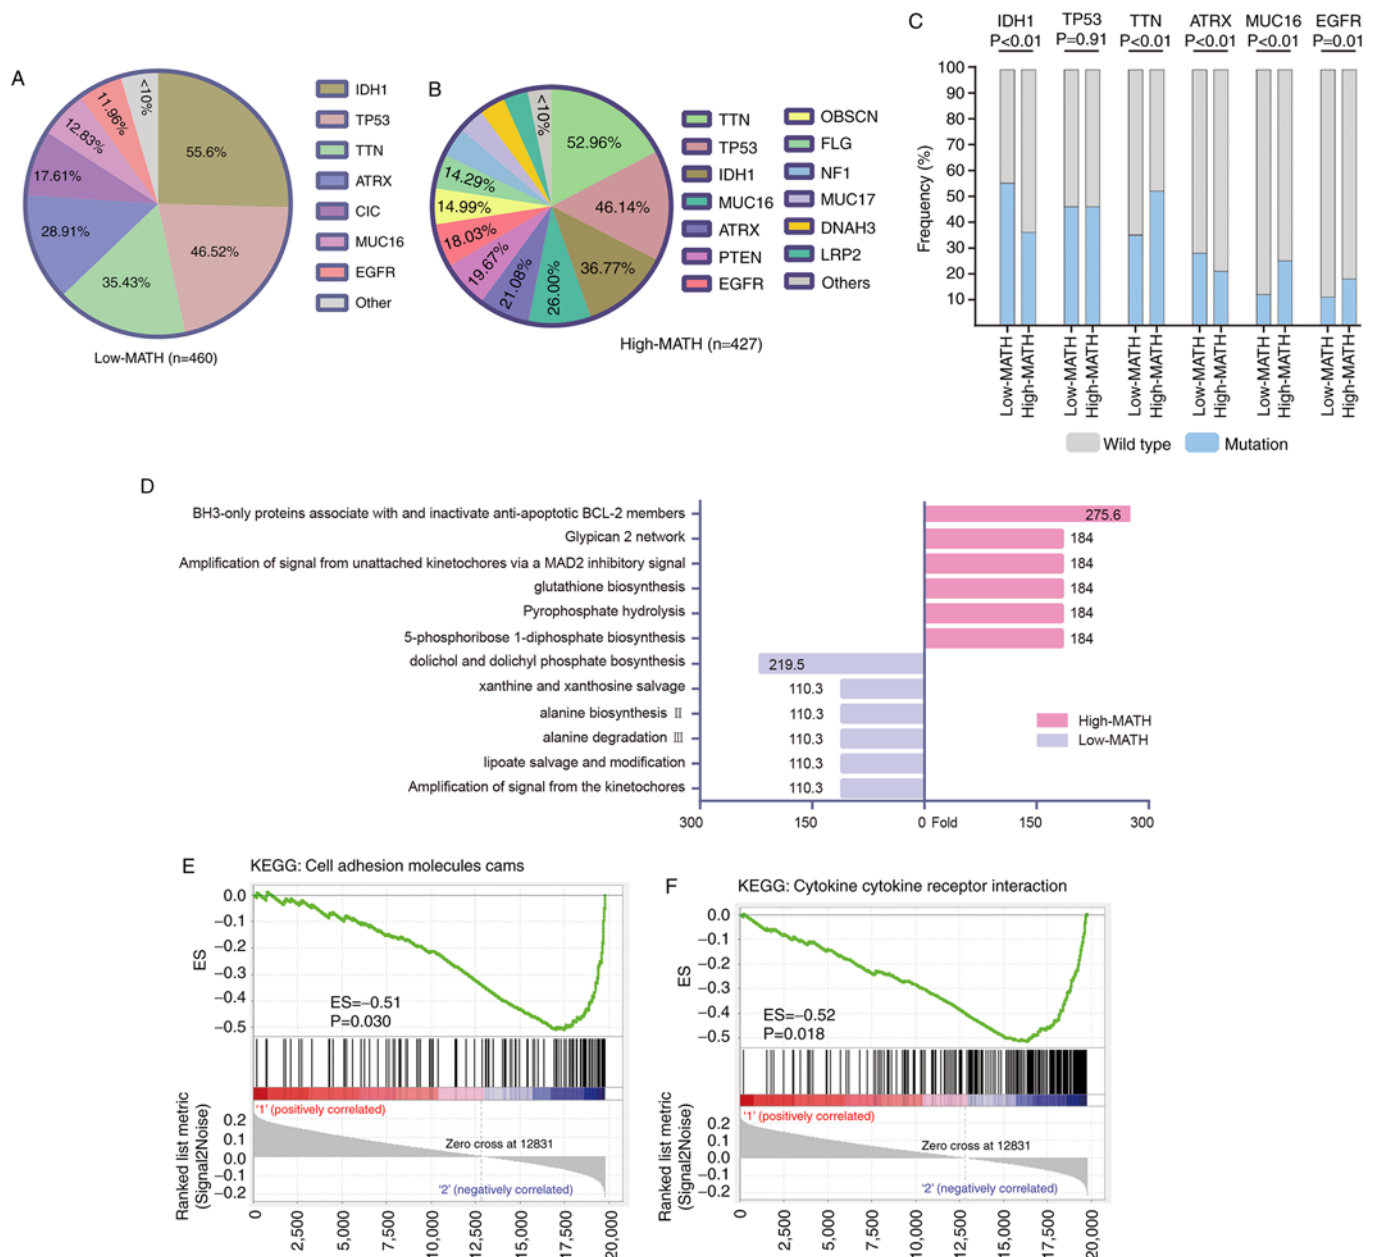 A
<10%
11.96%
12.83%
17.61%
28.91%
35.43%
46.52%
55.6%
IDH1
TP53
TTN
ATRX
CIC
MUC16
EGFR
Other
Low-MATH (n=460)
B
<10%
52.96%
46.14%
36.77%
26.00%
21.08%
19.67%
18.03%
14.99%
14.29%
TTN
TP53
IDH1
MUC16
ATRX
PTEN
EGFR
OBSCN
FLG
NF1
MUC17
DNAH3
LRP2
Others
High-MATH (n=427)
C
IDH1 TP53 TTN ATRX MUC16 EGFR
P<0.01 P=0.91 P<0.01 P<0.01 P<0.01 P=0.01
Frequency (%)
100
90
80
70
60
50
40
30
20
10
Low-MATH
High-MATH
Low-MATH
High-MATH
Low-MATH
High-MATH
Low-MATH
High-MATH
Low-MATH
High-MATH
Low-MATH
High-MATH
Wild type Mutation
D
BH3-only proteins associate with and inactivate anti-apoptotic BCL-2 members 275.6
Glypican 2 network 184
Amplification of signal from unattached kinetochores via a MAD2 inhibitory signal 184
glutathione biosynthesis 184
Pyrophosphate hydrolysis 184
5-phosphoribose 1-diphosphate biosynthesis 184
dolichol and dolichyl phosphate bosynthesis 219.5
xanthine and xanthosine salvage 110.3
alanine biosynthesis Ⅱ 110.3
alanine degradation Ⅲ 110.3
lipoate salvage and modification 110.3
Amplification of signal from the kinetochores 110.3
High-MATH
Low-MATH
300 150 0 Fold 150 300
E
KEGG: Cell adhesion molecules cams
ES
0.0
−0.1
−0.2
−0.3
−0.4
−0.5
ES=−0.51
P=0.030
Ranked list metric
(Signal2Noise)
0.2
0.1
0.0
−0.1
−0.2
'1' (positively correlated)
Zero cross at 12831
'2' (negatively correlated)
0 2,500 5,000 7,500 10,000 12,500 15,000 17,500 20,000
F
KEGG: Cytokine cytokine receptor interaction
ES
0.0
−0.1
−0.2
−0.3
−0.4
−0.5
ES=−0.52
P=0.018
Ranked list metric
(Signal2Noise)
0.2
0.1
0.0
−0.1
−0.2
'1' (positively correlated)
Zero cross at 12831
'2' (negatively correlated)
0 2,500 5,000 7,500 10,000 12,500 15,000 17,500 20,000